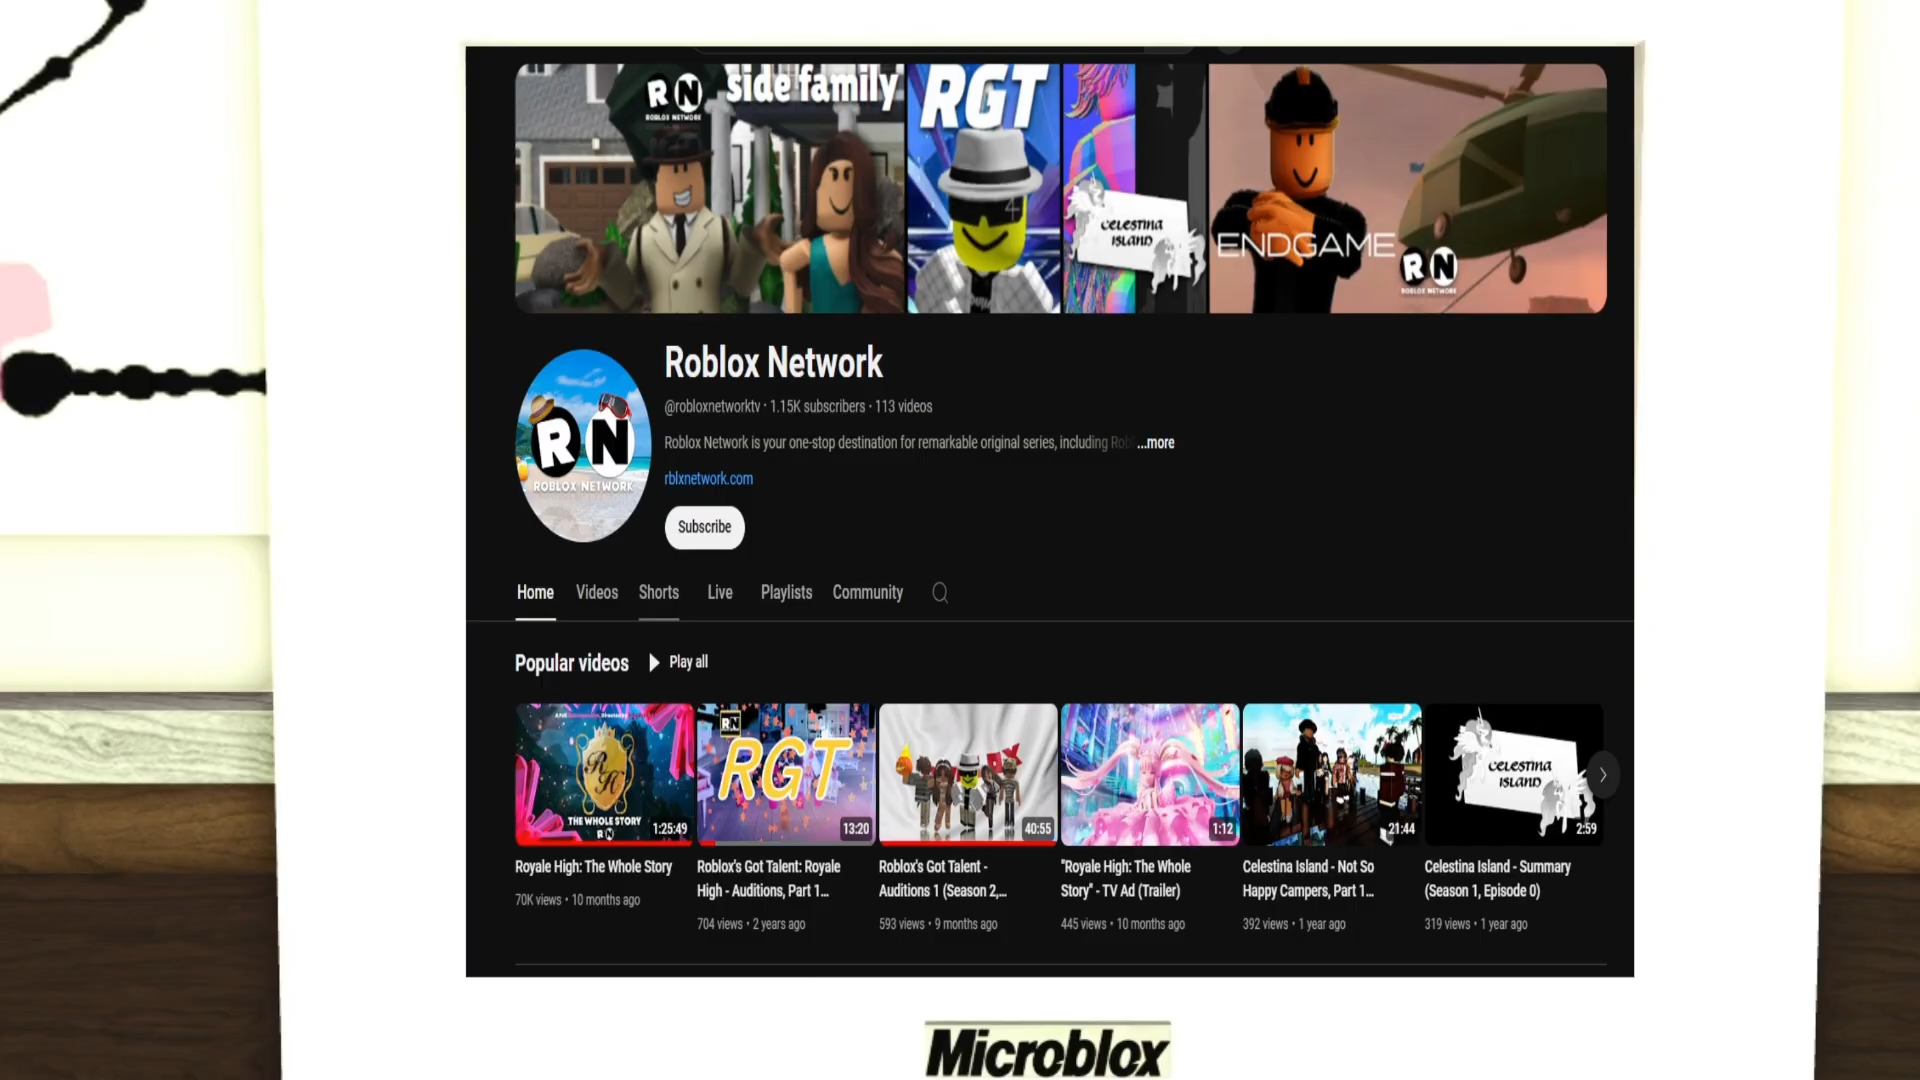 R N
ROBLOX NETWORK
side family
RGT
CELESTINA
ISLAND
ENDGAME
R N
ROBLOX NETWORK
R N
ROBLOX NETWORK
Roblox Network
@robloxnetworktv · 1.15K subscribers · 113 videos
Roblox Network is your one-stop destination for remarkable original series, including Rob ...more
rblxnetwork.com
Subscribe
Home Videos Shorts Live Playlists Community
Popular videos Play all
RH
THE WHOLE STORY
RN
1:25:49
RN
RGT
13:20
40:55
1:12
21:44
CELESTINA
ISLAND
2:59
Royale High: The Whole Story
70K views • 10 months ago
Roblox's Got Talent: Royale
High - Auditions, Part 1...
704 views • 2 years ago
Roblox's Got Talent -
Auditions 1 (Season 2,...
593 views • 9 months ago
"Royale High: The Whole
Story" - TV Ad (Trailer)
445 views • 10 months ago
Celestina Island - Not So
Happy Campers, Part 1...
392 views • 1 year ago
Celestina Island - Summary
(Season 1, Episode 0)
319 views • 1 year ago
Microblox